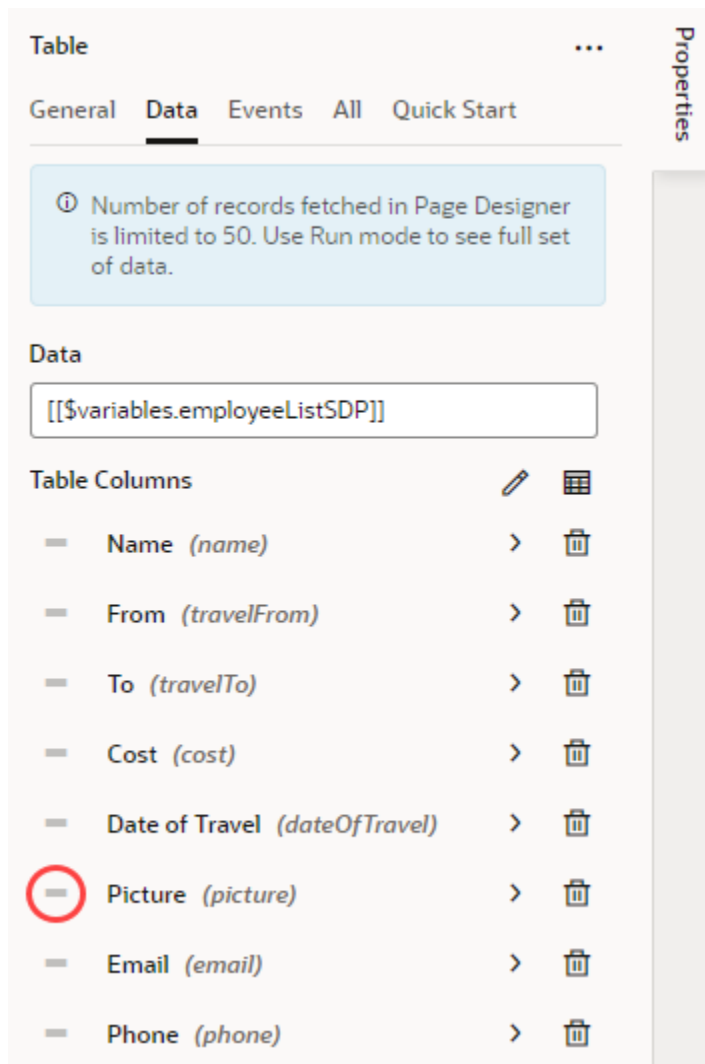 Table
Properties
General Data Events All Quick Start
Number of records fetched in Page Designer
is limited to 50. Use Run mode to see full set
of data.
Data
[[$variables.employeeListSDP]]
Table Columns
Name (name)
From (travelFrom)
To (travelTo)
Cost (cost)
Date of Travel (dateOfTravel)
Picture (picture)
Email (email)
Phone (phone)